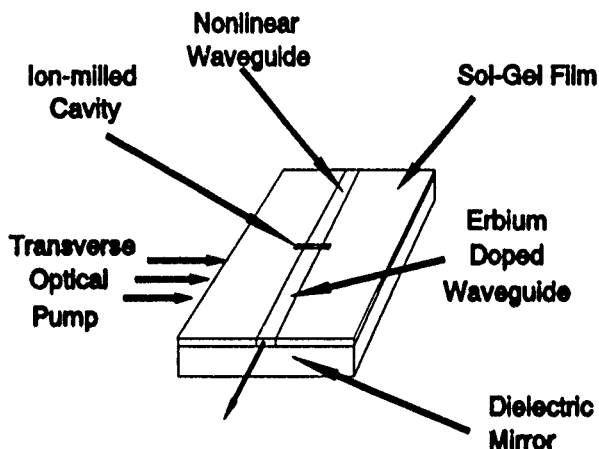 Nonlinear
Waveguide
Ion-milled
Cavity
Sol-Gel Film
Transverse
Optical
Pump
Erbium
Doped
Waveguide
Dielectric
Mirror